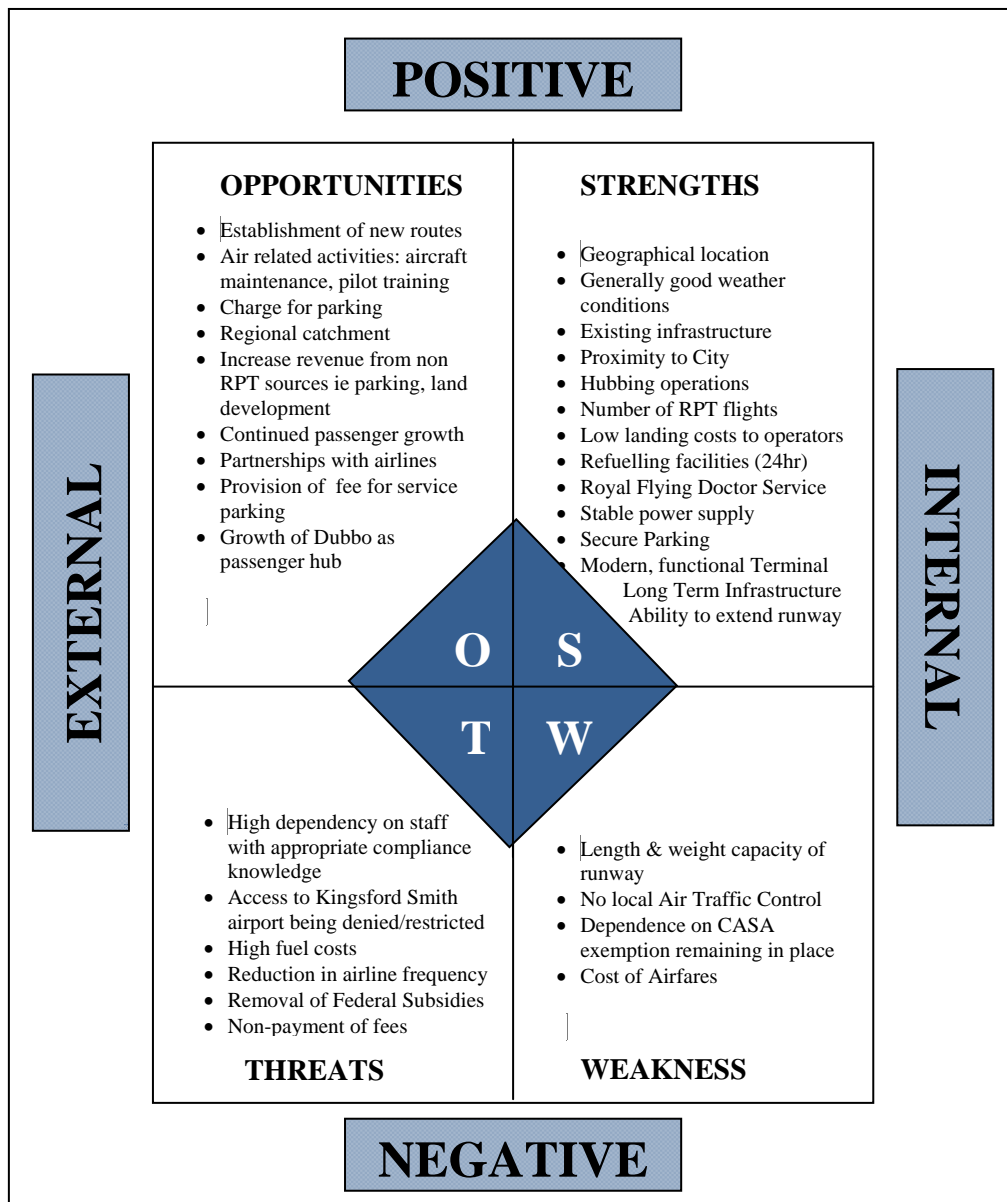 POSITIVE
OPPORTUNITIES
• Establishment of new routes
• Air related activities: aircraft
maintenance, pilot training
• Charge for parking
• Regional catchment
• Increase revenue from non
RPT sources ie parking, land
development
• Continued passenger growth
• Partnerships with airlines
• Provision of  fee for service
parking
• Growth of Dubbo as
passenger hub
STRENGTHS
• Geographical location
• Generally good weather
conditions
• Existing infrastructure
• Proximity to City
• Hubbing operations
• Number of RPT flights
• Low landing costs to operators
• Refuelling facilities (24hr)
• Royal Flying Doctor Service
• Stable power supply
• Secure Parking
• Modern, functional Terminal
Long Term Infrastructure
Ability to extend runway
EXTERNAL
INTERNAL
O S
T W
• High dependency on staff
with appropriate compliance
knowledge
• Access to Kingsford Smith
airport being denied/restricted
• High fuel costs
• Reduction in airline frequency
• Removal of Federal Subsidies
• Non-payment of fees
THREATS
• Length & weight capacity of
runway
• No local Air Traffic Control
• Dependence on CASA
exemption remaining in place
• Cost of Airfares
WEAKNESS
NEGATIVE